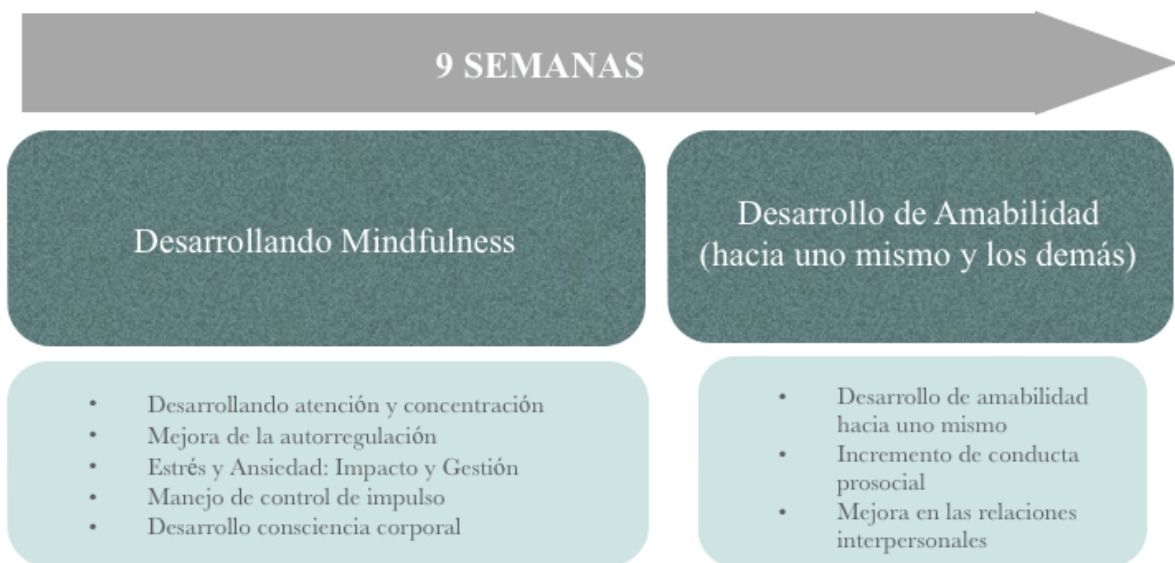 9 SEMANAS
Desarrollando Mindfulness
Desarrollo de Amabilidad
(hacia uno mismo y los demás)
• Desarrollando atención y concentración
• Mejora de la autorregulación
• Estrés y Ansiedad: Impacto y Gestión
• Manejo de control de impulso
• Desarrollo consciencia corporal
• Desarrollo de amabilidad
hacia uno mismo
• Incremento de conducta
prosocial
• Mejora en las relaciones
interpersonales